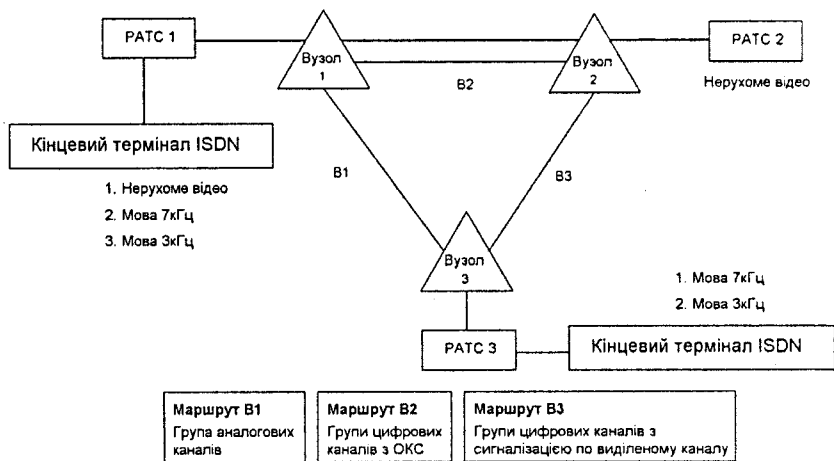 РАТС 1
Вузол
1
Вузол
2
РАТС 2
В2
Нерухоме відео
Кінцевий термінал ISDN
1. Нерухоме відео
2. Мова 7кГц
3. Мова 3кГц
В1
В3
Вузол
3
1. Мова 7кГц
2. Мова 3кГц
РАТС 3
Кінцевий термінал ISDN
Маршрут В1
Група аналогових
каналів
Маршрут В2
Групи цифрових
каналів з ОКС
Маршрут В3
Групи цифрових каналів з
сигналізацією по виділеному каналу